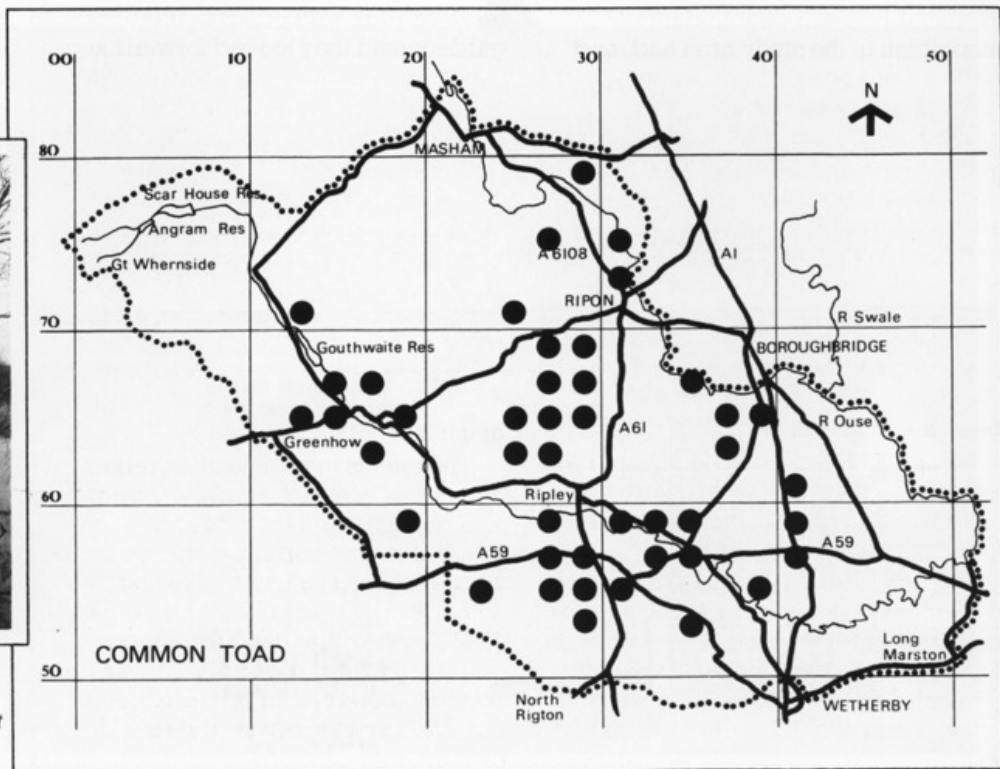 00
10
20
30
40
50
N
MASHAM
80
Scar House Res
Angram Res
Gt Whernside
A6108
A1
RIPON
70
R Swale
Gouthwaite Res
BOROUGHBRIDGE
R Ouse
A61
Greenhow
60
Ripley
A59
A59
COMMON TOAD
Long
Marston
50
North
Rigton
WETHERBY